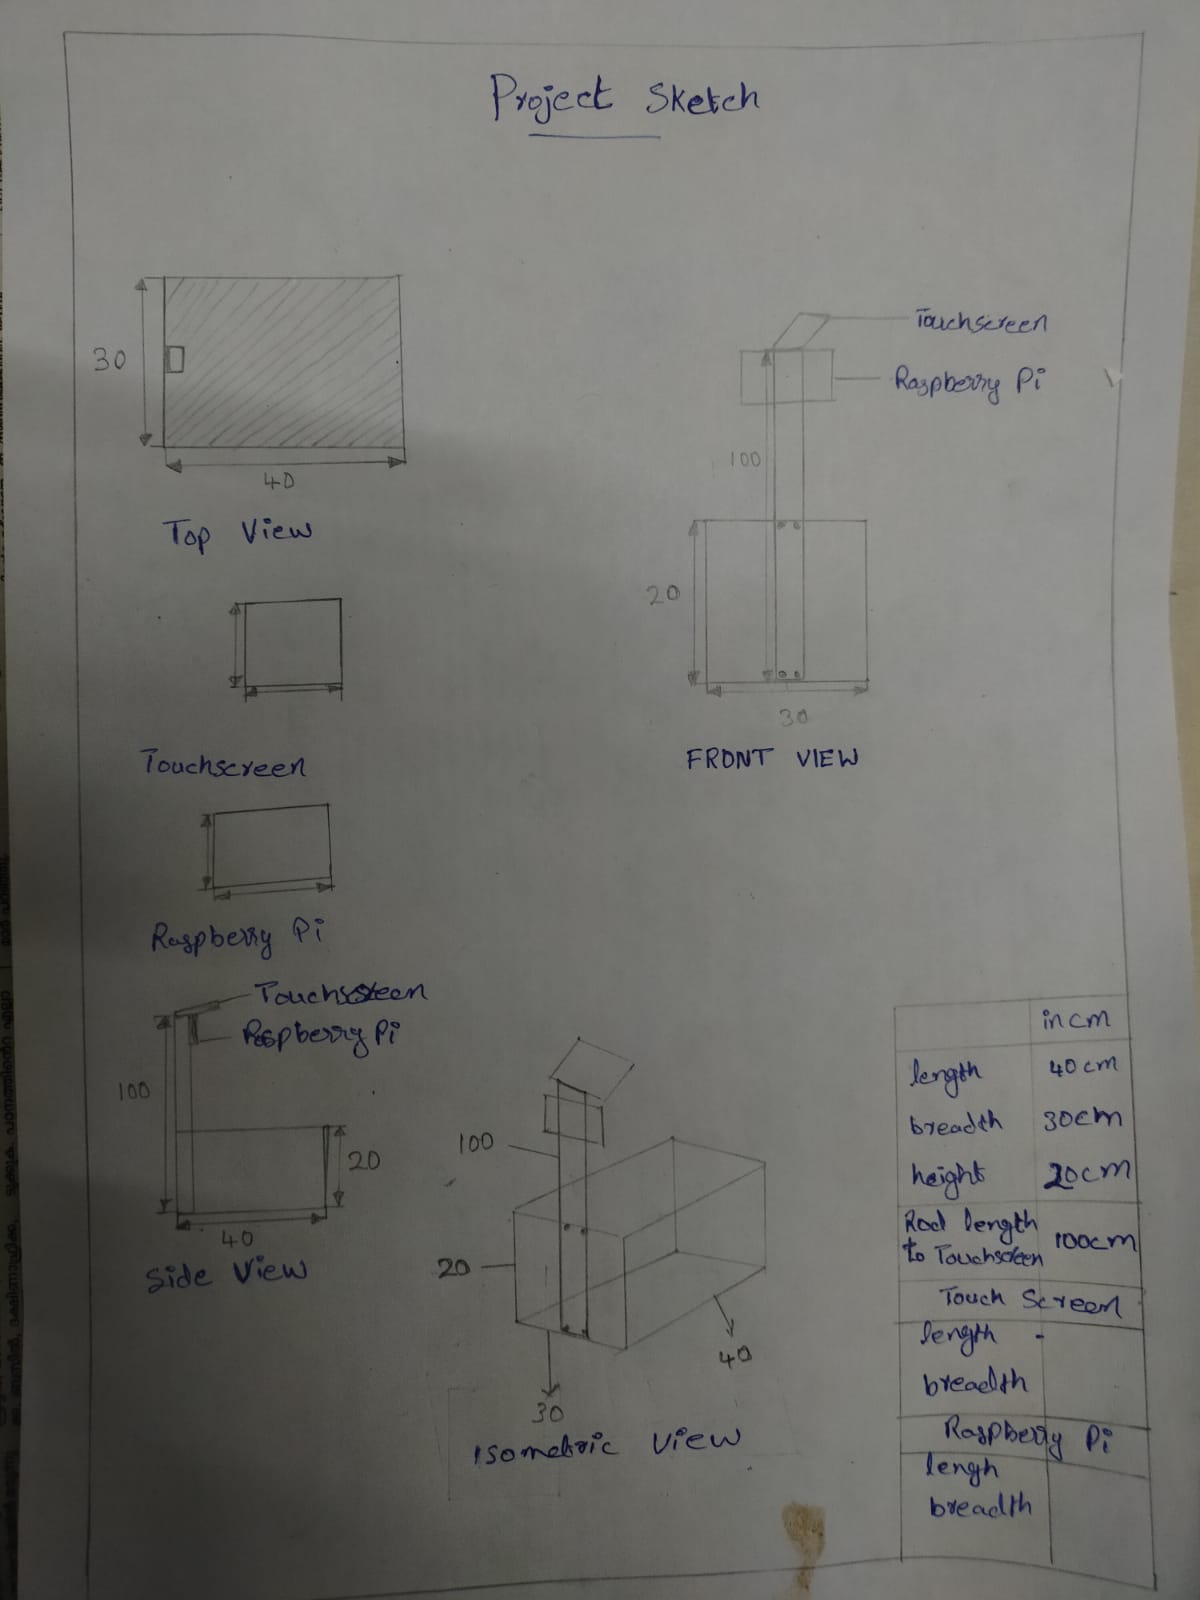 Project Sketch
30
40
Top View
Touchscreen
Raspberry Pi
100
20
30
FRONT VIEW
Touchscreen
Raspberry Pi
Touchscreen
Raspberry Pi
100
20
40
Side View
100
20
40
30
Isometric View
in cm
length 40 cm
breadth 30cm
height 20cm
Rod length
to Touchscreen 100cm
Touch Screen
length -
breadth
Raspberry Pi
lengh
breadth